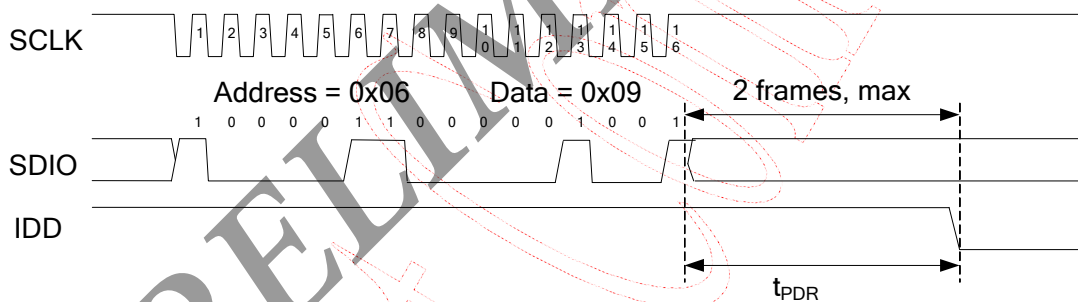 SCLK
1 2 3 4 5 6 7 8 9 10 11 12 13 14 15 16
Address = 0x06 Data = 0x09 2 frames, max
1 0 0 0 0 1 1 0 0 0 0 0 1 0 0 1
SDIO
IDD
tPDR